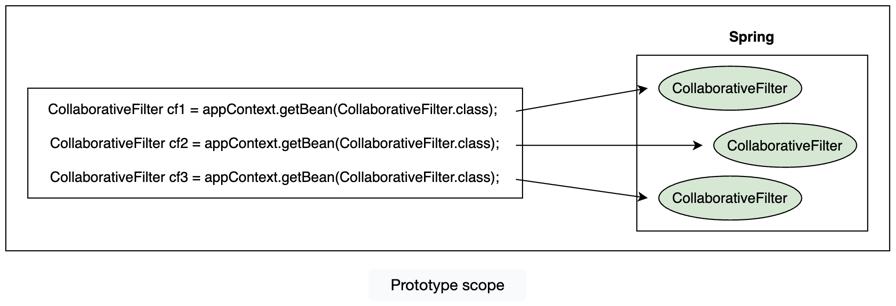 Spring
CollaborativeFilter cf1 = appContext.getBean(CollaborativeFilter.class);
CollaborativeFilter cf2 = appContext.getBean(CollaborativeFilter.class);
CollaborativeFilter cf3 = appContext.getBean(CollaborativeFilter.class);
CollaborativeFilter
CollaborativeFilter
CollaborativeFilter
Prototype scope